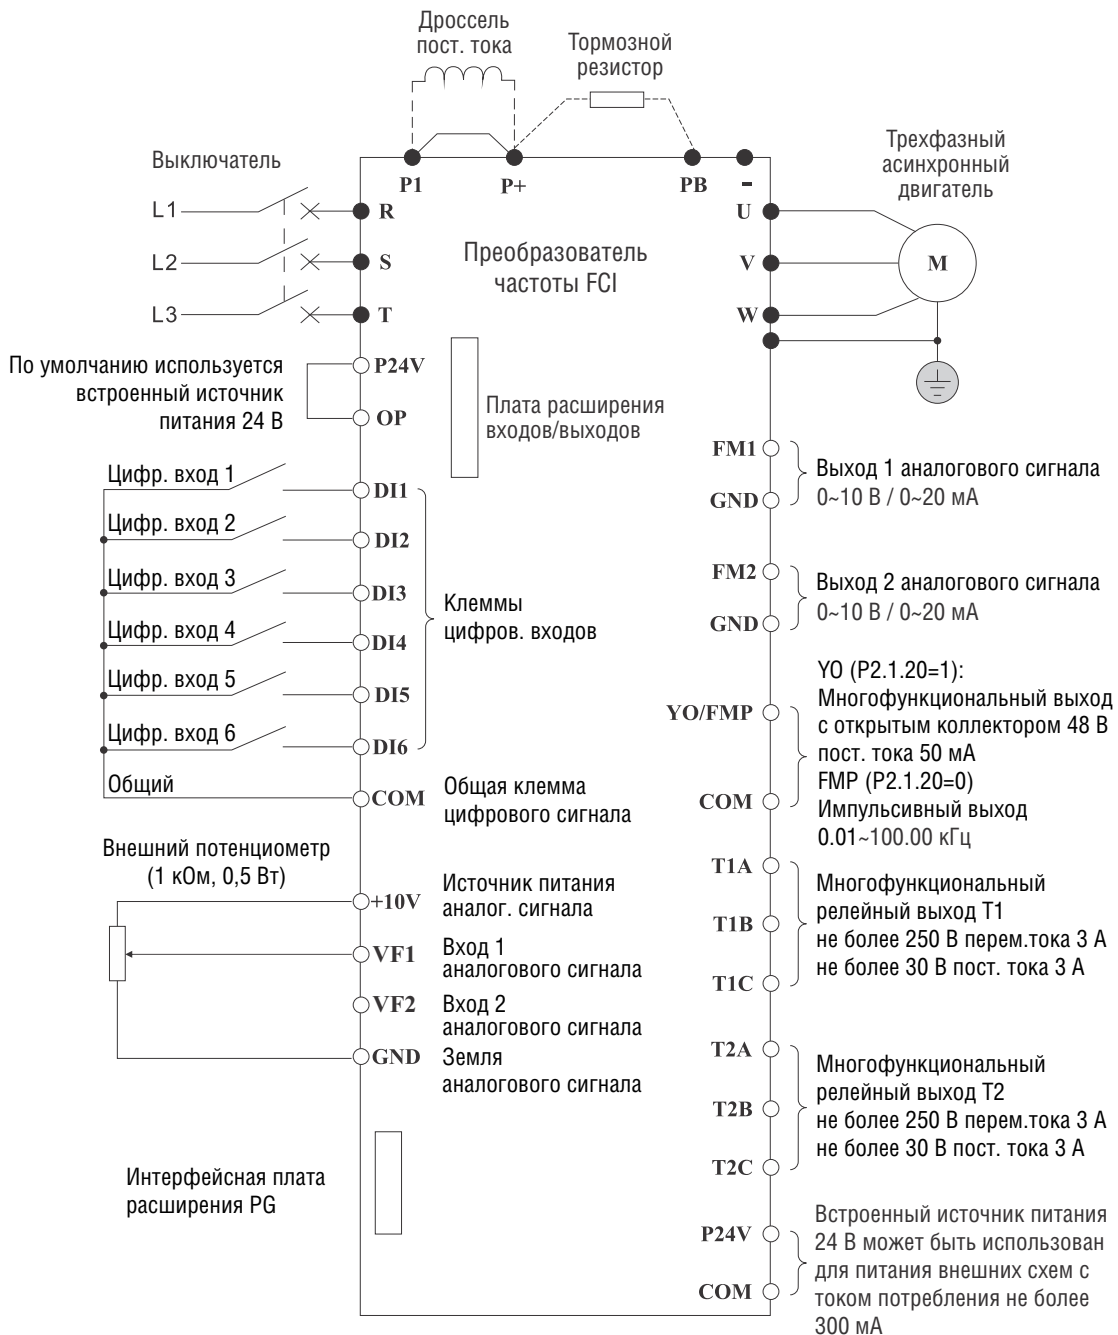 Дроссель
пост. тока
Тормозной
резистор
Выключатель
Трехфазный
асинхронный
двигатель
P1
P+
PB
-
L1
R
U
L2
S
V
M
L3
T
W
Преобразователь
частоты FCI
По умолчанию используется
встроенный источник
питания 24 В
P24V
OP
Плата расширения
входов/выходов
Цифр. вход 1
DI1
Цифр. вход 2
DI2
Цифр. вход 3
DI3
Цифр. вход 4
DI4
Цифр. вход 5
DI5
Цифр. вход 6
DI6
Клеммы
цифров. входов
Общий
COM
Общая клемма
цифрового сигнала
Внешний потенциометр
(1 кОм, 0,5 Вт)
+10V
Источник питания
аналог. сигнала
VF1
Вход 1
аналогового сигнала
VF2
Вход 2
аналогового сигнала
GND
Земля
аналогового сигнала
Интерфейсная плата
расширения PG
FM1
GND
Выход 1 аналогового сигнала
0~10 В / 0~20 мА
FM2
GND
Выход 2 аналогового сигнала
0~10 В / 0~20 мА
YO/FMP
COM
YO (P2.1.20=1):
Многофункциональный выход
с открытым коллектором 48 В
пост. тока 50 мА
FMP (P2.1.20=0)
Импульсивный выход
0.01~100.00 кГц
T1A
T1B
T1C
Многофункциональный
релейный выход T1
не более 250 В перем.тока 3 А
не более 30 В пост. тока 3 А
T2A
T2B
T2C
Многофункциональный
релейный выход T2
не более 250 В перем.тока 3 А
не более 30 В пост. тока 3 А
P24V
COM
Встроенный источник питания
24 В может быть использован
для питания внешних схем с
током потребления не более
300 мА